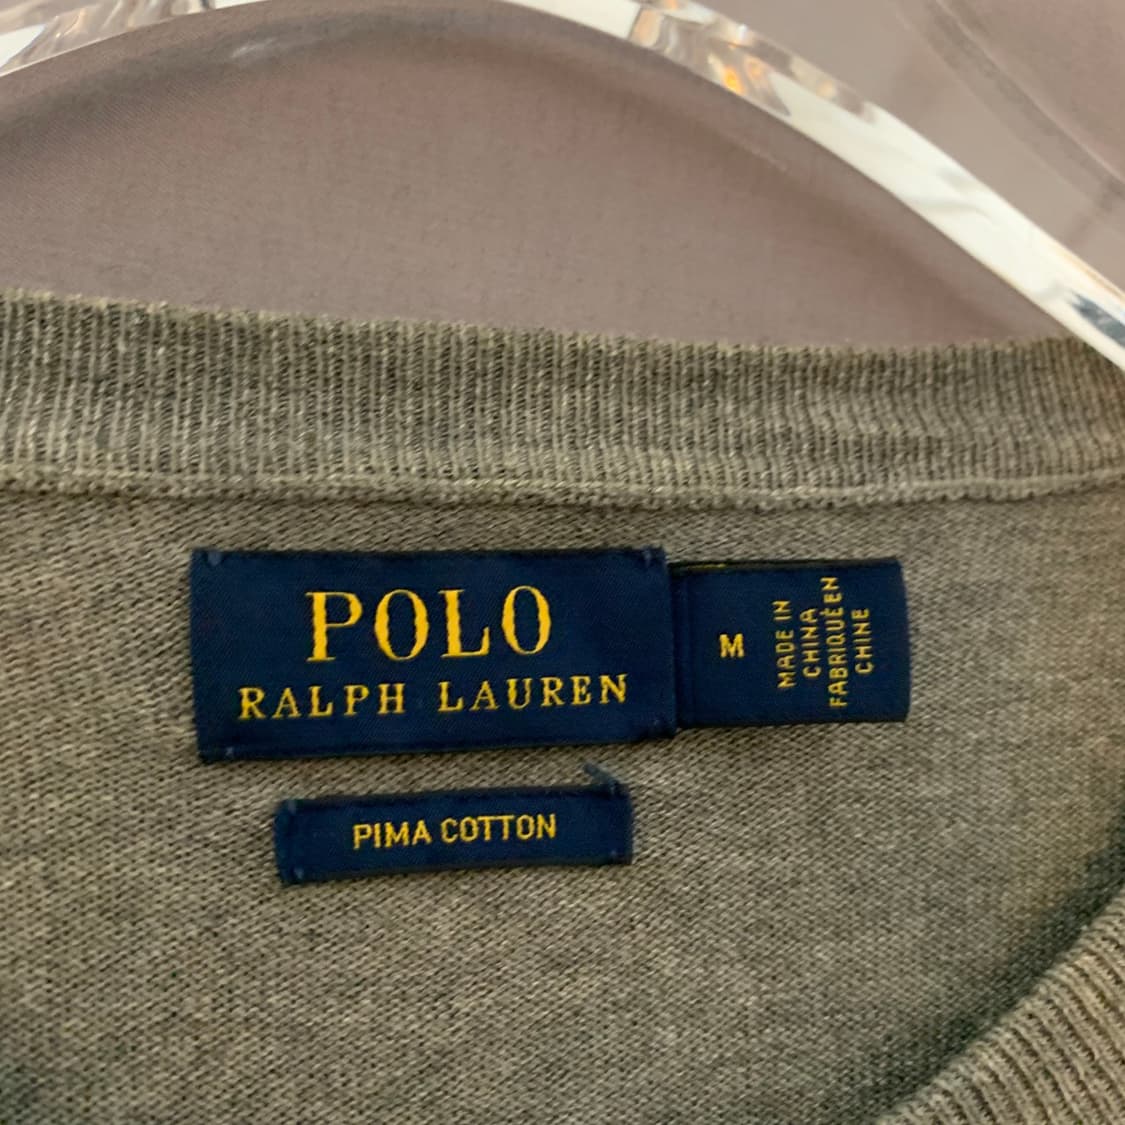 POLO
RALPH LAUREN
M
MADE IN
CHINA
FABRIQUÉ EN
CHINE
PIMA COTTON